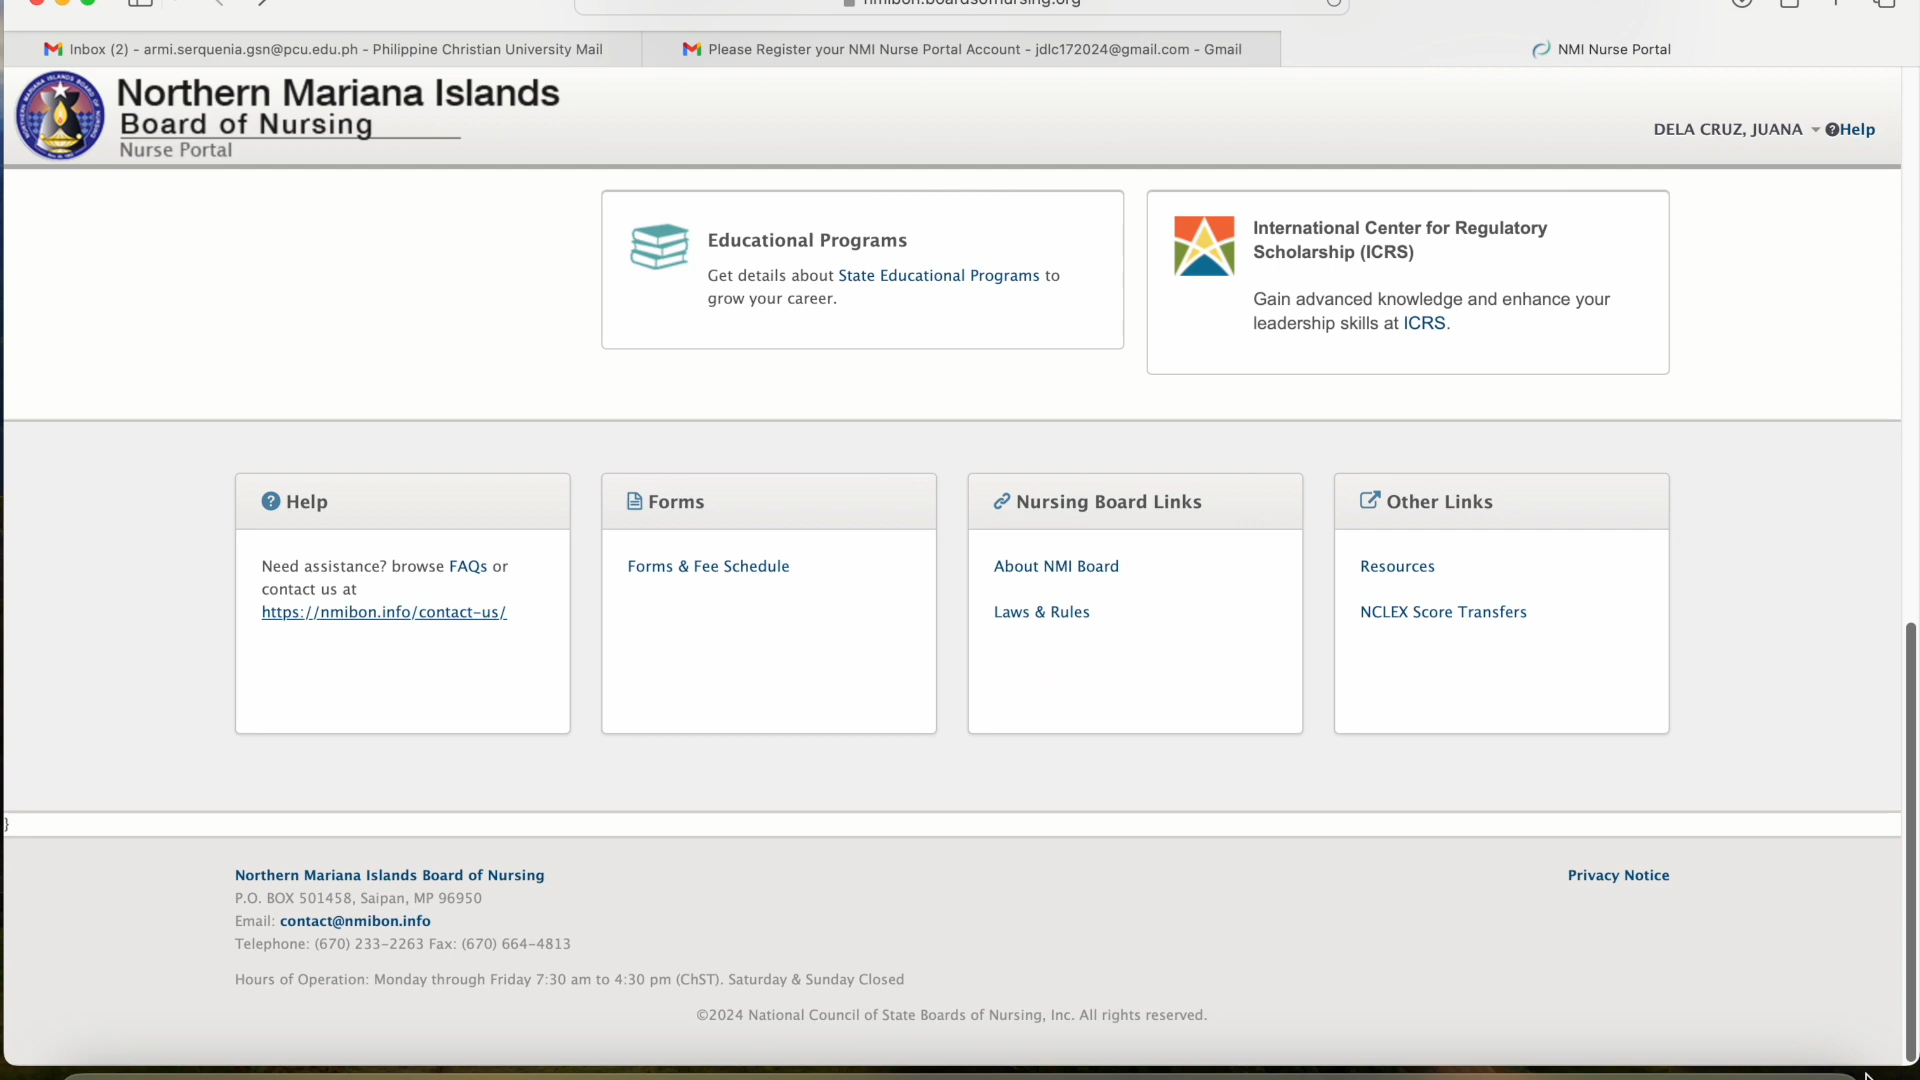 nmibon.boardsofnursing.org
Inbox (2) - armi.serquenia.gsn@pcu.edu.ph - Philippine Christian University Mail
Please Register your NMI Nurse Portal Account - jdlc172024@gmail.com - Gmail
NMI Nurse Portal
Northern Mariana Islands
Board of Nursing
Nurse Portal
DELA CRUZ, JUANA
Help
Educational Programs
Get details about State Educational Programs to
grow your career.
International Center for Regulatory
Scholarship (ICRS)
Gain advanced knowledge and enhance your
leadership skills at ICRS.
Help
Need assistance? browse FAQs or
contact us at
https://nmibon.info/contact-us/
Forms
Forms & Fee Schedule
Nursing Board Links
About NMI Board
Laws & Rules
Other Links
Resources
NCLEX Score Transfers
}
Northern Mariana Islands Board of Nursing
P.O. BOX 501458, Saipan, MP 96950
Email: contact@nmibon.info
Telephone: (670) 233-2263 Fax: (670) 664-4813
Hours of Operation: Monday through Friday 7:30 am to 4:30 pm (ChST). Saturday & Sunday Closed
Privacy Notice
©2024 National Council of State Boards of Nursing, Inc. All rights reserved.